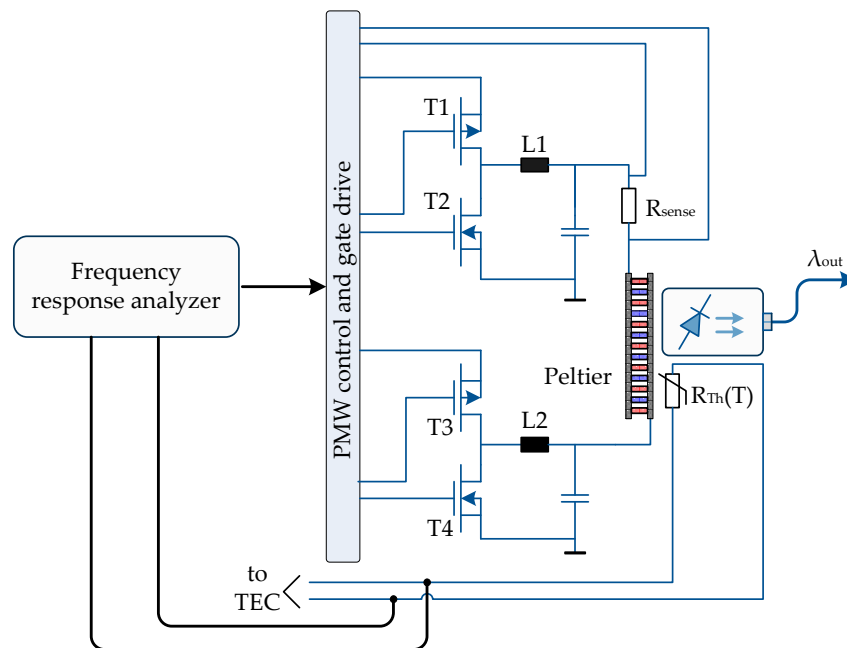 T1
L1
T2
Rsense
Frequency
response analyzer
PMW control and gate drive
λout
Peltier
RTh(T)
T3
L2
T4
to
TEC